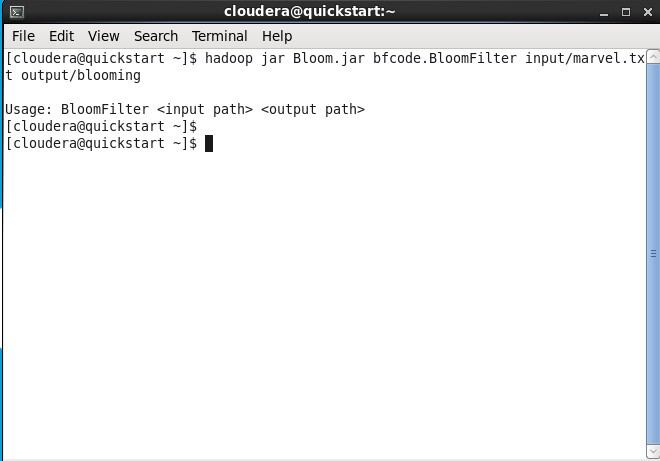 cloudera@quickstart:~
File Edit View Search Terminal Help
[cloudera@quickstart ~]$ hadoop jar Bloom.jar bfcode.BloomFilter input/marvel.tx
t output/blooming
Usage: BloomFilter <input path> <output path>
[cloudera@quickstart ~]$
[cloudera@quickstart ~]$